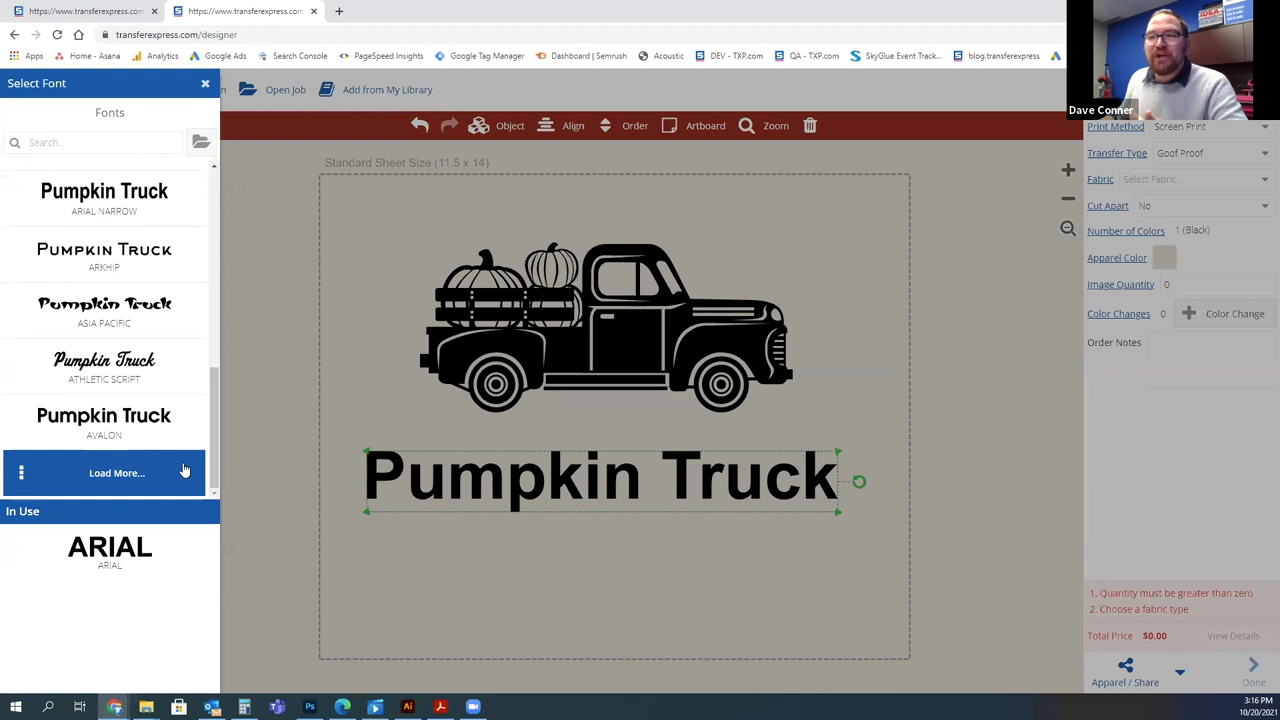 https://www.transferexpress.com/
https://www.transferexpress.com/
transferexpress.com/designer
Apps
Home - Asana
Analytics
Google Ads
Search Console
PageSpeed Insights
Google Tag Manager
Dashboard | Semrush
Acoustic
DEV - TXP.com
QA - TXP.com
SkyGlue Event Track...
blog.transferexpress
Select Font
Open Job
Add from My Library
Dave Conner
Fonts
Search...
Object
Align
Order
Artboard
Zoom
Print Method
Screen Print
Transfer Type
Goof Proof
Fabric
Select Fabric...
Cut Apart
No
Number of Colors
1 (Black)
Apparel Color
Image Quantity
0
Color Changes
0
Color Change
Order Notes
Standard Sheet Size (11.5 x 14)
Pumpkin Truck
ARIAL NARROW
Pumpkin Truck
ARKHIP
Pumpkin Truck
ASIA PACIFIC
Pumpkin Truck
ATHLETIC SCRIPT
Pumpkin Truck
AVALON
Load More...
Pumpkin Truck
In Use
ARIAL
ARIAL
1. Quantity must be greater than zero
2. Choose a fabric type
Total Price
$0.00
View Details
Apparel / Share
Done
3:16 PM
10/20/2021